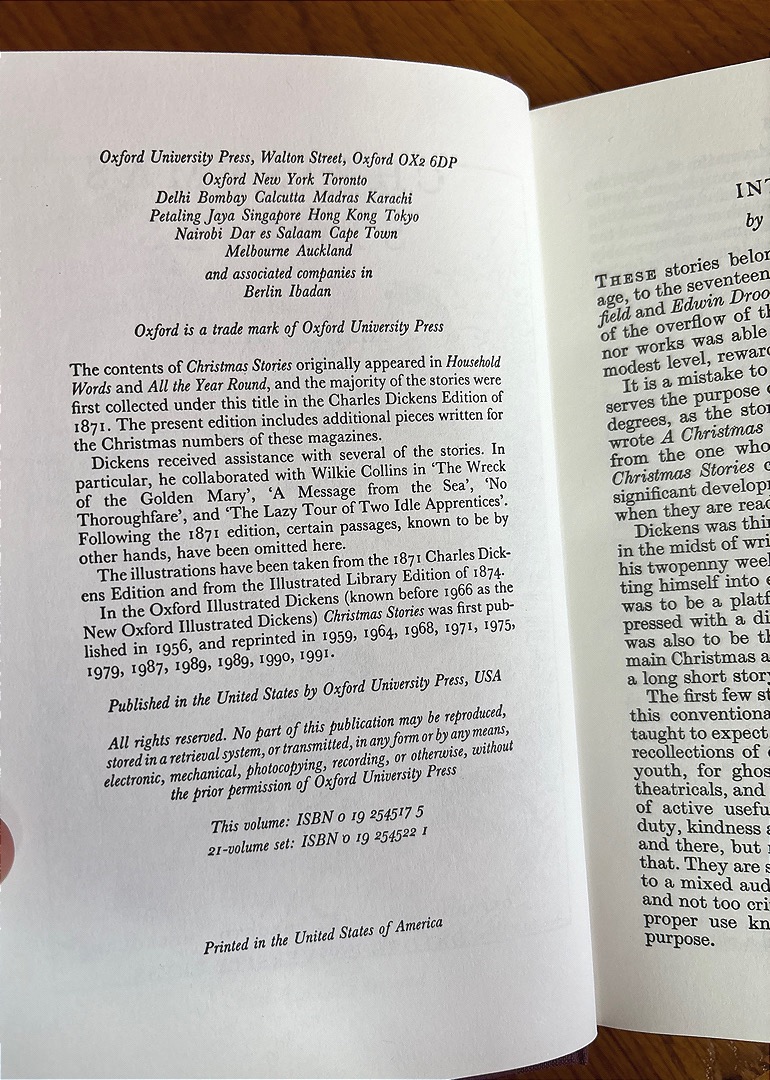 Oxford University Press, Walton Street, Oxford OX2 6DP
Oxford New York Toronto
Delhi Bombay Calcutta Madras Karachi
Petaling Jaya Singapore Hong Kong Tokyo
Nairobi Dar es Salaam Cape Town
Melbourne Auckland
and associated companies in
Berlin Ibadan
Oxford is a trade mark of Oxford University Press
The contents of Christmas Stories originally appeared in Household
Words and All the Year Round, and the majority of the stories were
first collected under this title in the Charles Dickens Edition of
1871. The present edition includes additional pieces written for
the Christmas numbers of these magazines.
Dickens received assistance with several of the stories. In
particular, he collaborated with Wilkie Collins in ‘The Wreck
of the Golden Mary’, ‘A Message from the Sea’, ‘No
Thoroughfare’, and ‘The Lazy Tour of Two Idle Apprentices’.
Following the 1871 edition, certain passages, known to be by
other hands, have been omitted here.
The illustrations have been taken from the 1871 Charles Dick-
ens Edition and from the Illustrated Library Edition of 1874.
In the Oxford Illustrated Dickens (known before 1966 as the
New Oxford Illustrated Dickens) Christmas Stories was first pub-
lished in 1956, and reprinted in 1959, 1964, 1968, 1971, 1975,
1979, 1987, 1989, 1989, 1990, 1991.
Published in the United States by Oxford University Press, USA
All rights reserved. No part of this publication may be reproduced,
stored in a retrieval system, or transmitted, in any form or by any means,
electronic, mechanical, photocopying, recording, or otherwise, without
the prior permission of Oxford University Press
This volume: ISBN 0 19 254517 5
21-volume set: ISBN 0 19 254522 1
Printed in the United States of America
INT
by
THESE stories belon
age, to the seventeen
field and Edwin Droo
of the overflow of th
nor works was able
modest level, reward
It is a mistake to
serves the purpose o
degrees, as the stor
wrote A Christmas
from the one who
Christmas Stories c
significant developm
when they are read
Dickens was thin
in the midst of wri
his twopenny week
ting himself into e
was to be a platf
pressed with a di
was also to be th
main Christmas a
a long short story
The first few st
this conventiona
taught to expect
recollections of c
youth, for ghos
theatricals, and
of active usefu
duty, kindness a
and there, but r
that. They are s
to a mixed aud
and not too cri
proper use kn
purpose.